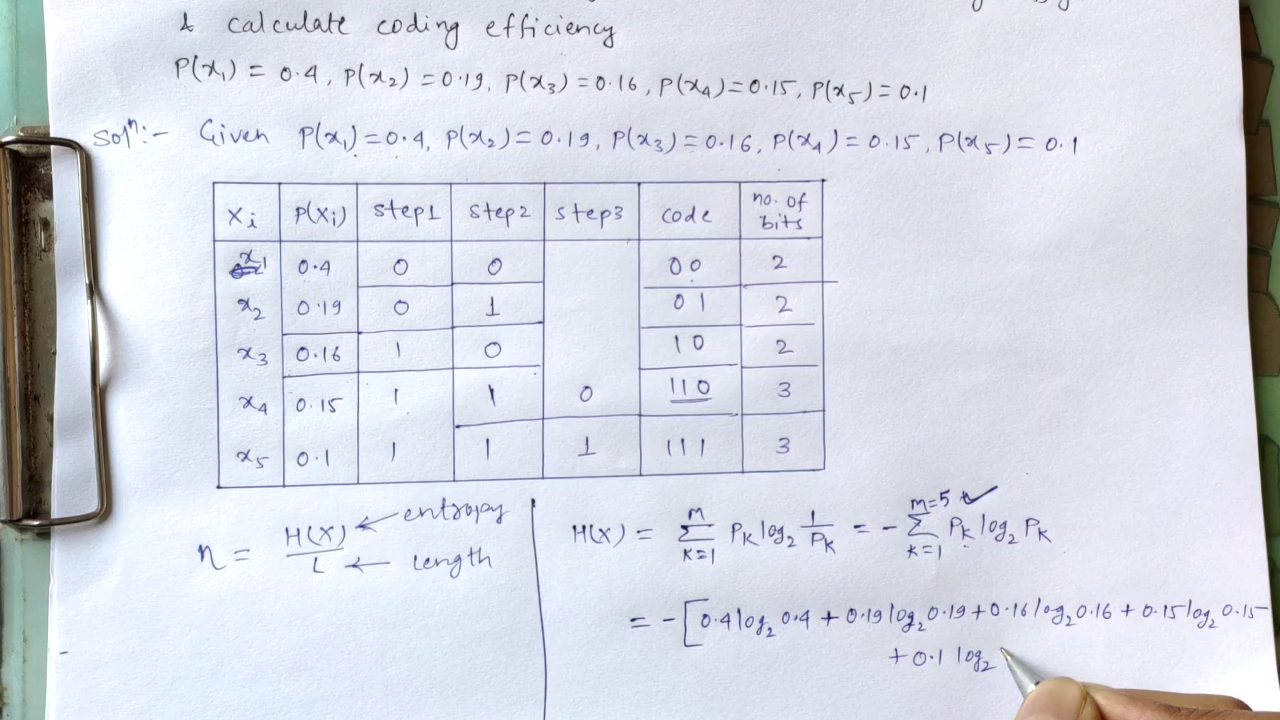 & calculate coding efficiency
P(x₁) = 0.4, P(x₂) = 0.19, P(x₃) = 0.16, P(x₄) = 0.15, P(x₅) = 0.1
Solⁿ:- Given P(x₁) = 0.4, P(x₂) = 0.19, P(x₃) = 0.16, P(x₄) = 0.15, P(x₅) = 0.1
Xi P(Xi) step1 step2 step3 code no. of bits
x1 0.4 0 0 00 2
x₂ 0.19 0 1 01 2
x₃ 0.16 1 0 10 2
x₄ 0.15 1 1 0 110 3
x₅ 0.1 1 1 1 111 3
η = H(X)/L ← entropy ← length
H(X) = M Σ k=1 Pk log₂ 1/Pk = - M=5 Σ k=1 Pk log₂ Pk
= - [0.4 log₂ 0.4 + 0.19 log₂ 0.19 + 0.16 log₂ 0.16 + 0.15 log₂ 0.15
+ 0.1 log₂